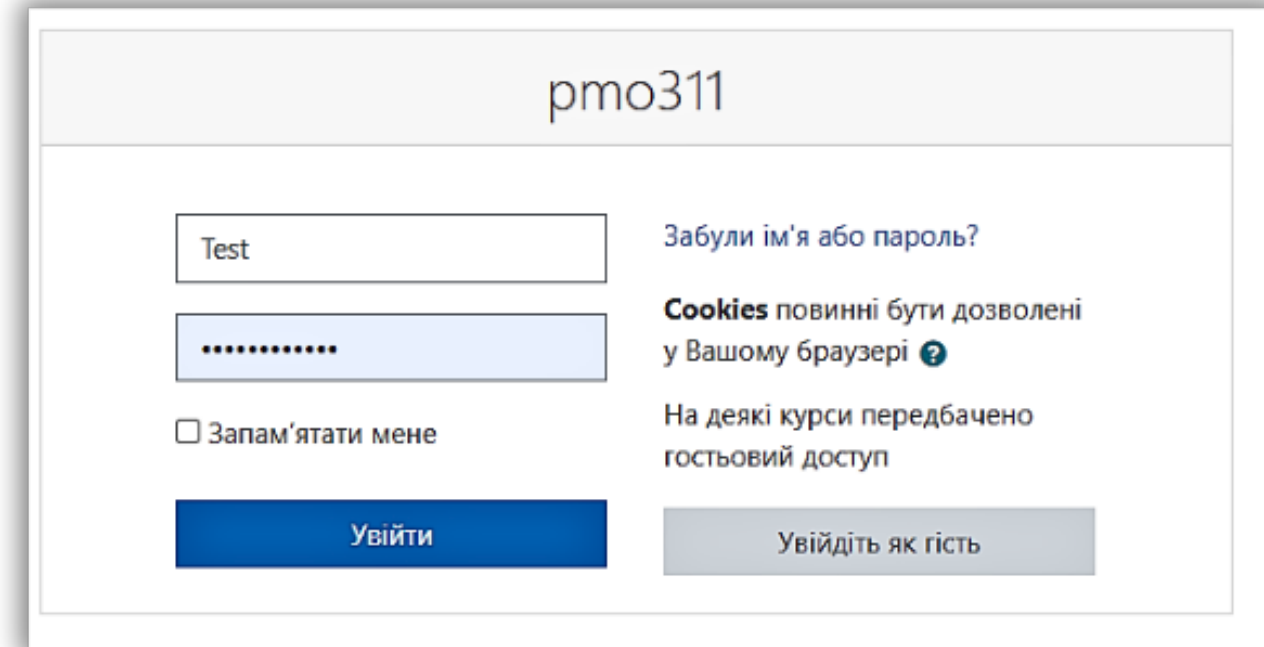 pmo311
Test
••••••••••••
Запам'ятати мене
Увійти
Забули ім'я або пароль?
Cookies повинні бути дозволені
у Вашому браузері
На деякі курси передбачено
гостьовий доступ
Увійдіть як гість